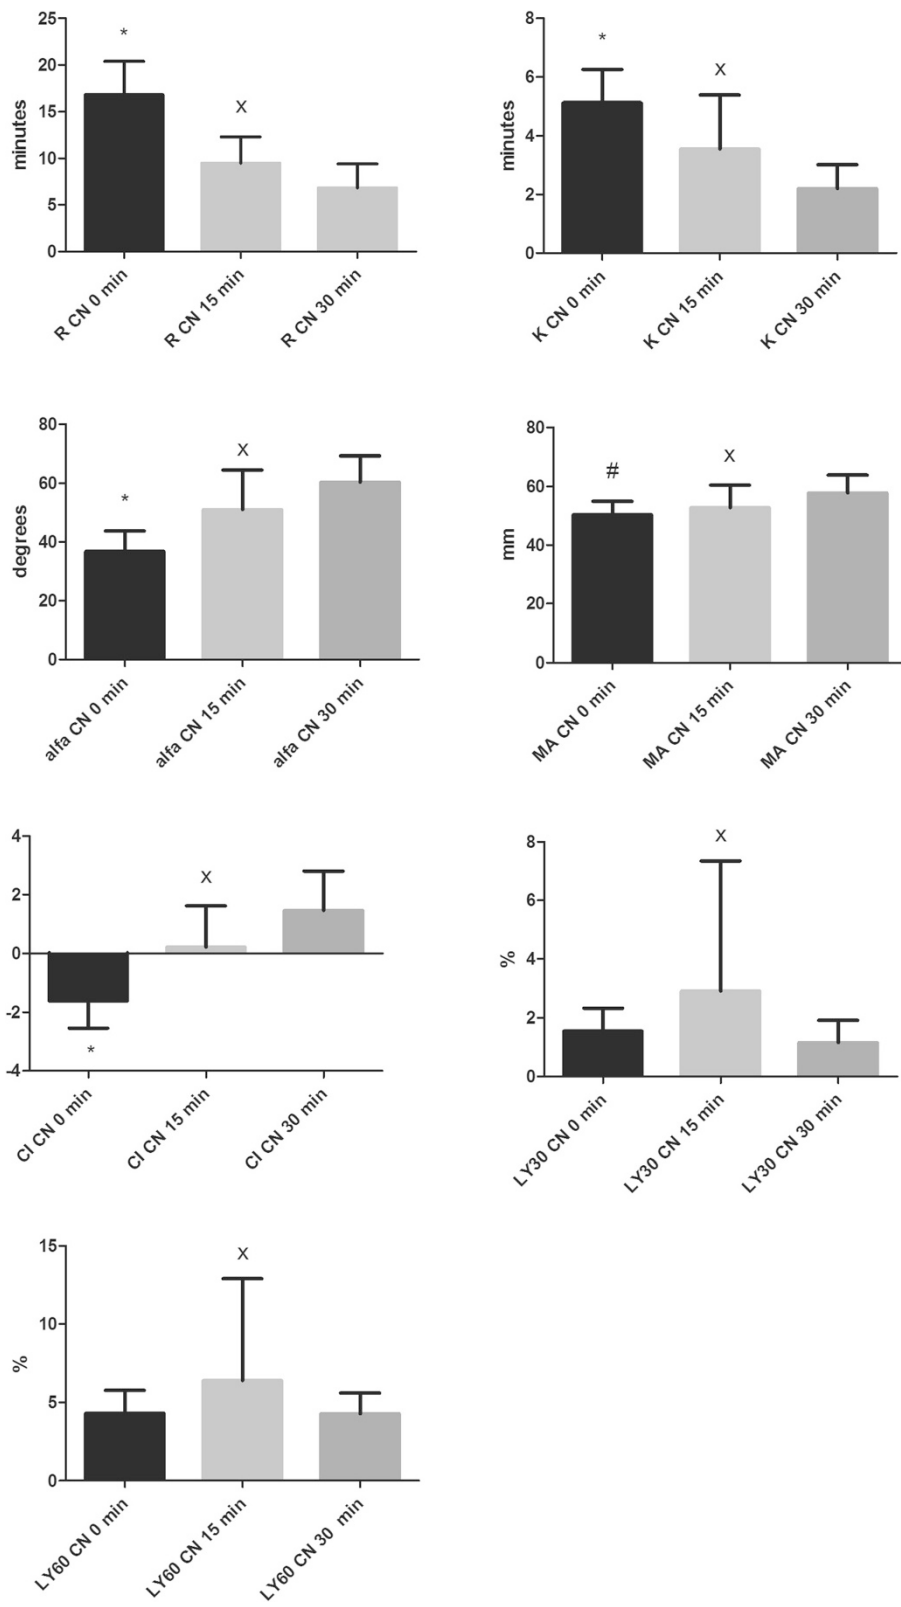 25
20
15
10
5
0
minutes
*
X
R CN 0 min
R CN 15 min
R CN 30 min
8
6
4
2
0
minutes
*
X
K CN 0 min
K CN 15 min
K CN 30 min
80
60
40
20
0
degrees
*
X
alfa CN 0 min
alfa CN 15 min
alfa CN 30 min
80
60
40
20
0
mm
#
X
MA CN 0 min
MA CN 15 min
MA CN 30 min
4
2
0
-2
-4
X
*
CI CN 0 min
CI CN 15 min
CI CN 30 min
8
6
4
2
0
%
X
LY30 CN 0 min
LY30 CN 15 min
LY30 CN 30 min
15
10
5
0
%
X
LY60 CN 0 min
LY60 CN 15 min
LY60 CN 30 min